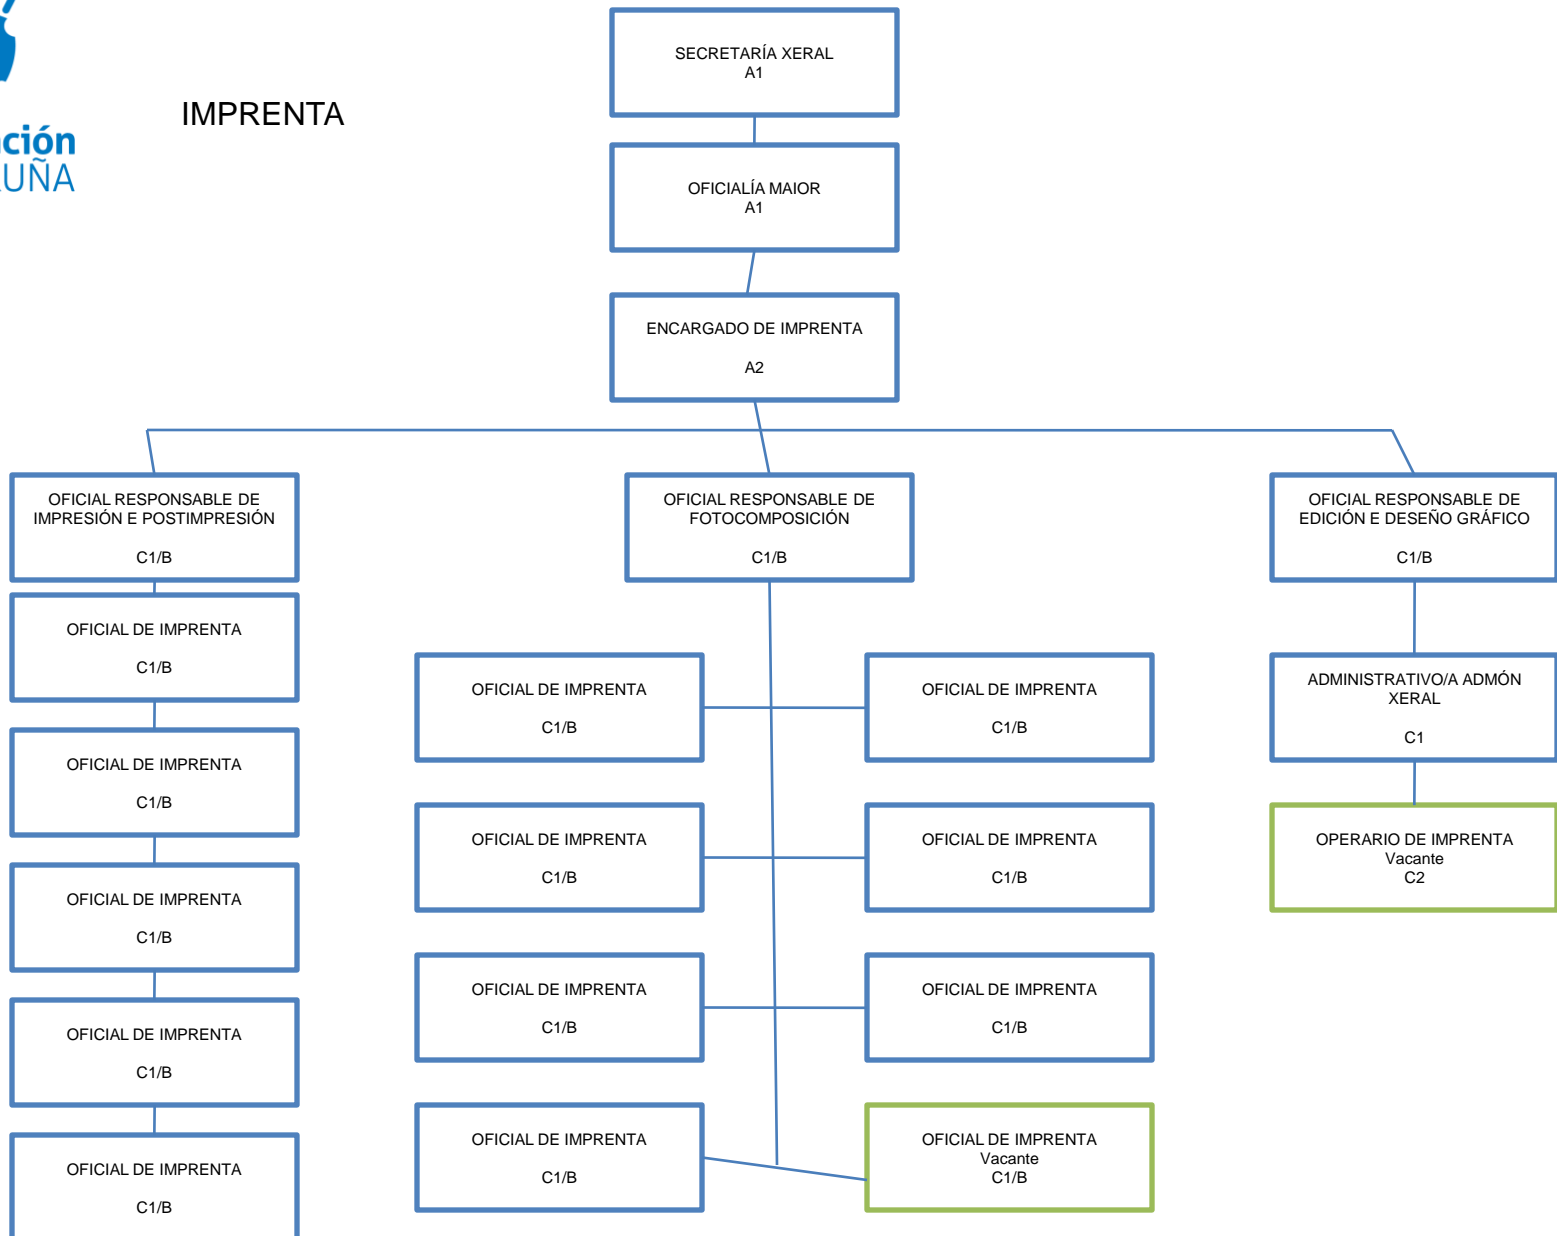 SECRETARÍA XERAL
A1
IMPRENTA
UÑA
OFICIALÍA MAIOR
A1
ENCARGADO DE IMPRENTA
A2
OFICIAL RESPONSABLE DE
IMPRESIÓN E POSTIMPRESIÓN
C1/B
OFICIAL RESPONSABLE DE
FOTOCOMPOSICIÓN
C1/B
OFICIAL RESPONSABLE DE
EDICIÓN E DESEÑO GRÁFICO
C1/B
OFICIAL DE IMPRENTA
C1/B
OFICIAL DE IMPRENTA
C1/B
OFICIAL DE IMPRENTA
C1/B
OFICIAL DE IMPRENTA
C1/B
OFICIAL DE IMPRENTA
C1/B
OFICIAL DE IMPRENTA
C1/B
OFICIAL DE IMPRENTA
C1/B
OFICIAL DE IMPRENTA
C1/B
OFICIAL DE IMPRENTA
C1/B
OFICIAL DE IMPRENTA
C1/B
OFICIAL DE IMPRENTA
C1/B
OFICIAL DE IMPRENTA
C1/B
OFICIAL DE IMPRENTA
Vacante
C1/B
ADMINISTRATIVO/A ADMÓN
XERAL
C1
OPERARIO DE IMPRENTA
Vacante
C2